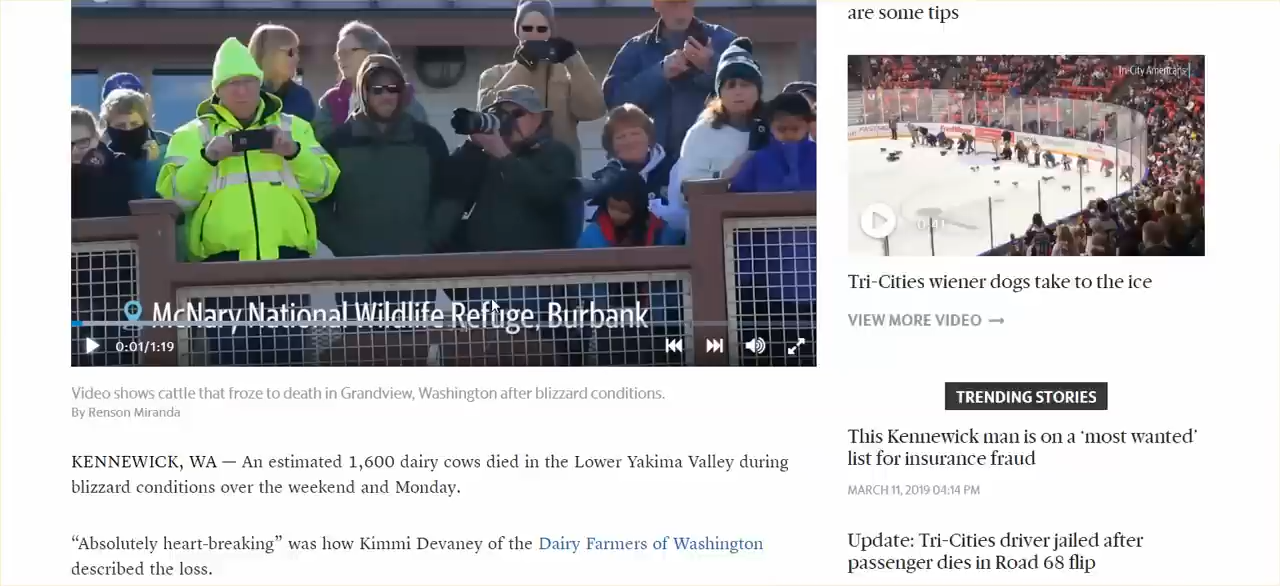 are some tips
Tri-City Americans
0:41
Tri-Cities wiener dogs take to the ice
VIEW MORE VIDEO →
McNary National Wildlife Refuge, Burbank
0:01/1:19
Video shows cattle that froze to death in Grandview, Washington after blizzard conditions.
By Renson Miranda
KENNEWICK, WA — An estimated 1,600 dairy cows died in the Lower Yakima Valley during
blizzard conditions over the weekend and Monday.
“Absolutely heart-breaking” was how Kimmi Devaney of the Dairy Farmers of Washington
described the loss.
TRENDING STORIES
This Kennewick man is on a ‘most wanted’
list for insurance fraud
MARCH 11, 2019 04:14 PM
Update: Tri-Cities driver jailed after
passenger dies in Road 68 flip